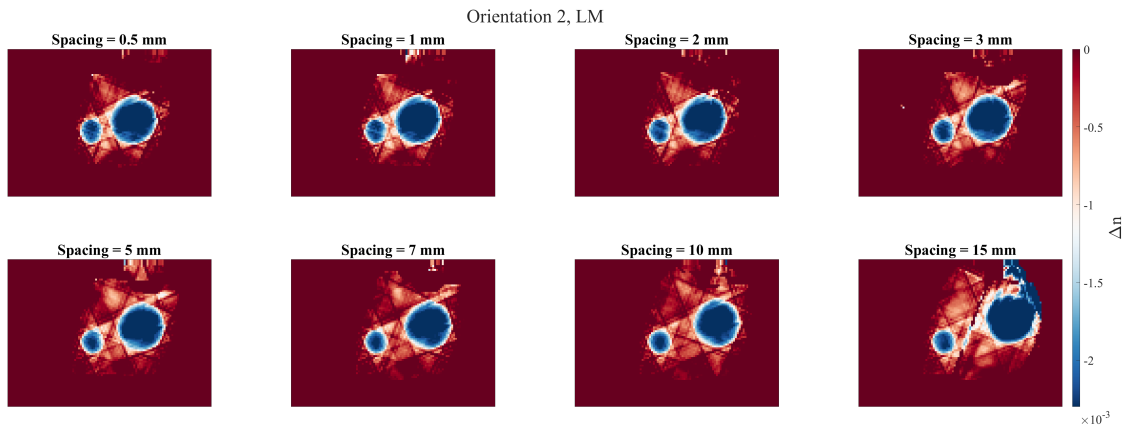 Orientation 2, LM
Spacing = 0.5 mm
Spacing = 1 mm
Spacing = 2 mm
Spacing = 3 mm
0
-0.5
-1
-1.5
-2
×10⁻³
Δn
Spacing = 5 mm
Spacing = 7 mm
Spacing = 10 mm
Spacing = 15 mm